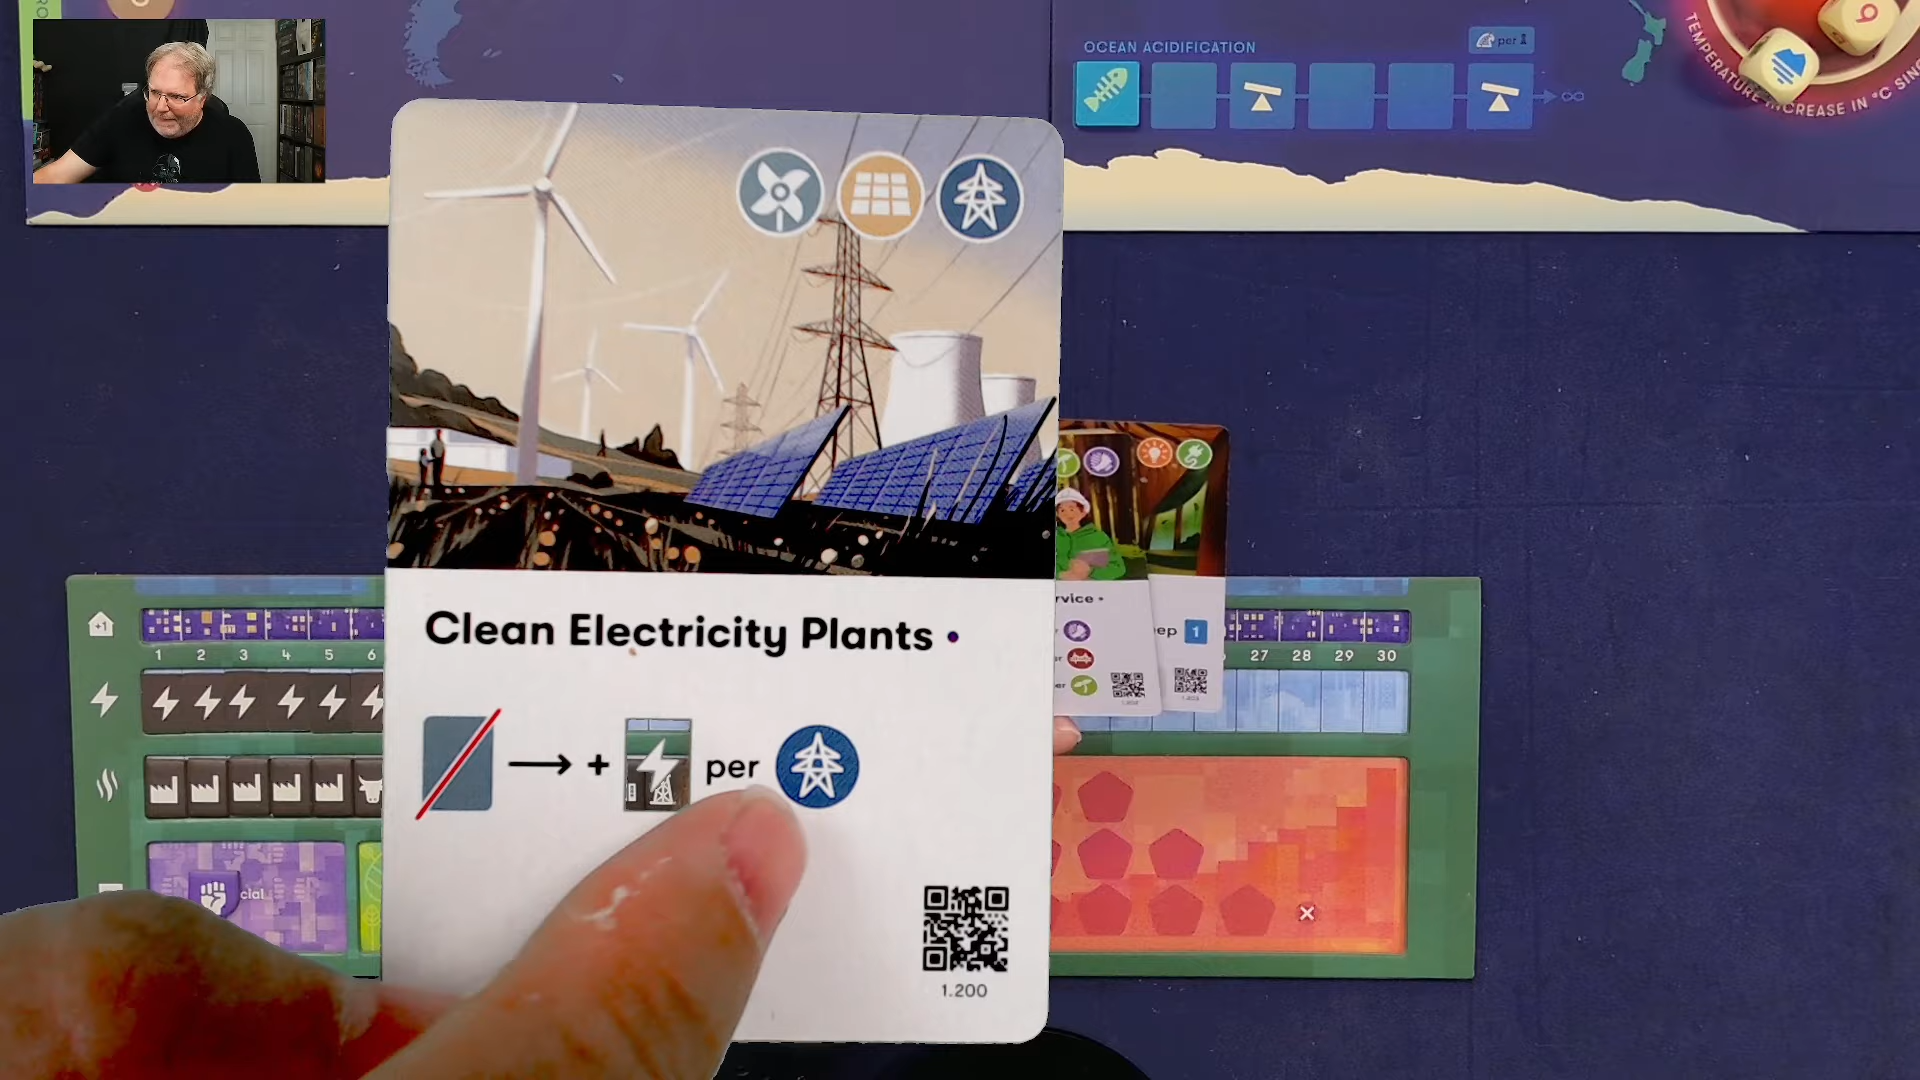 OCEAN ACIDIFICATION
per
TEMPERATURE INCREASE IN °C SINC
Clean Electricity Plants •
+ per
1.200
rvice •
ep 1
+1
1 2 3 4 5 6
27 28 29 30
cial